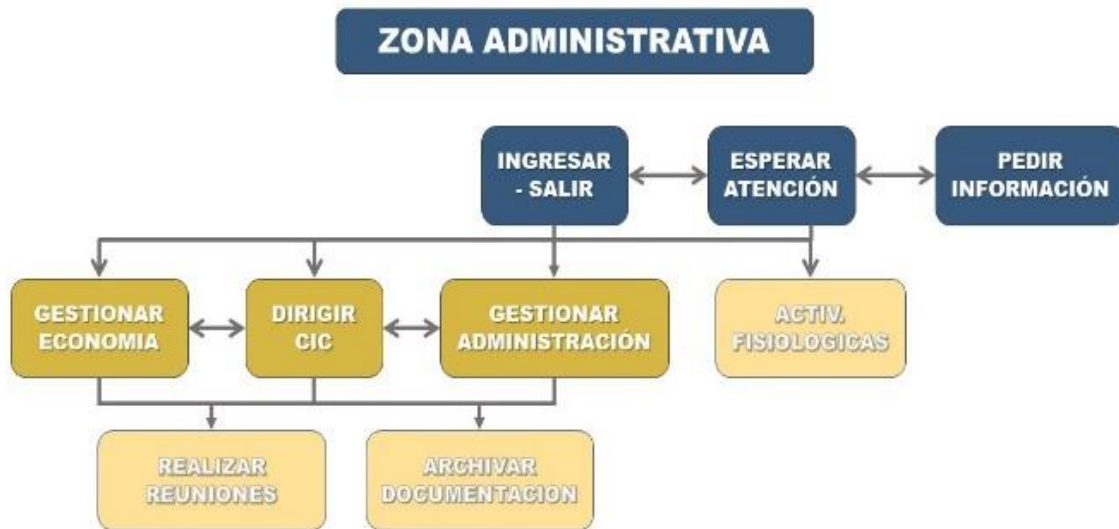 ZONA ADMINISTRATIVA
INGRESAR
- SALIR
ESPERAR
ATENCIÓN
PEDIR
INFORMACIÓN
GESTIONAR
ECONOMIA
DIRIGIR
CIC
GESTIONAR
ADMINISTRACIÓN
ACTIV.
FISIOLOGICAS
REALIZAR
REUNIONES
ARCHIVAR
DOCUMENTACION